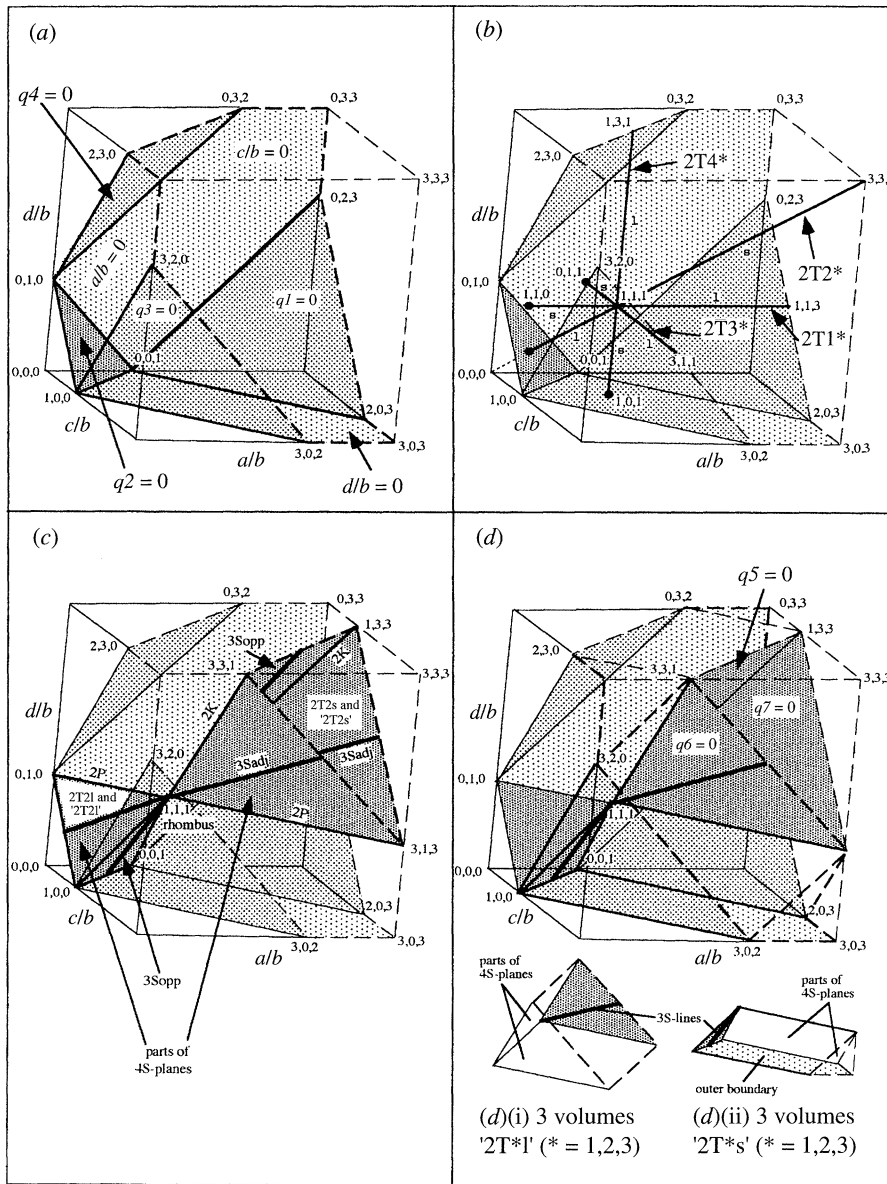 (a)
q4 = 0
0,3,2
0,3,3
c/b = 0
2,3,0
3,3,3
d/b
0,2,3
a/b = 0
3,2,0
0,1,0
q3 = 0
q1 = 0
0,0,1
0,0,0
1,0,0
2,0,3
c/b
3,0,2
3,0,3
a/b
q2 = 0
d/b = 0
(b)
0,3,2
0,3,3
1,3,1
2T4*
2,3,0
3,3,3
d/b
0,2,3
1
s
2T2*
3,2,0
0,1,1
0,1,0
s
1,1,0
1,1,1
1
1,1,3
s
2T1*
1
1
2T3*
0,0,1
s
3,1,1
0,0,0
1,0,0
1,0,1
2,0,3
c/b
3,0,2
3,0,3
a/b
(c)
0,3,2
0,3,3
1,3,3
3Sopp
2,3,0
3,3,1
2K
3,3,3
d/b
2K
2T2s and
'2T2s'
3,2,0
3Sadj
3Sadj
0,1,0
2P
2T2l and
'2T2l'
1,1,1
rhombus
2P
3,1,3
0,0,1
0,0,0
1,0,0
2,0,3
c/b
3,0,2
3,0,3
a/b
3Sopp
parts of
4S-planes
(d)
q5 = 0
0,3,2
0,3,3
1,3,3
2,3,0
3,3,1
3,3,3
d/b
q7 = 0
q6 = 0
3,2,0
0,1,0
1,1,1
0,0,1
0,0,0
1,0,0
2,0,3
c/b
3,0,2
3,0,3
a/b
parts of
4S-planes
parts of
4S-planes
3S-lines
outer boundary
(d)(i) 3 volumes
'2T*l' (* = 1,2,3)
(d)(ii) 3 volumes
'2T*s' (* = 1,2,3)